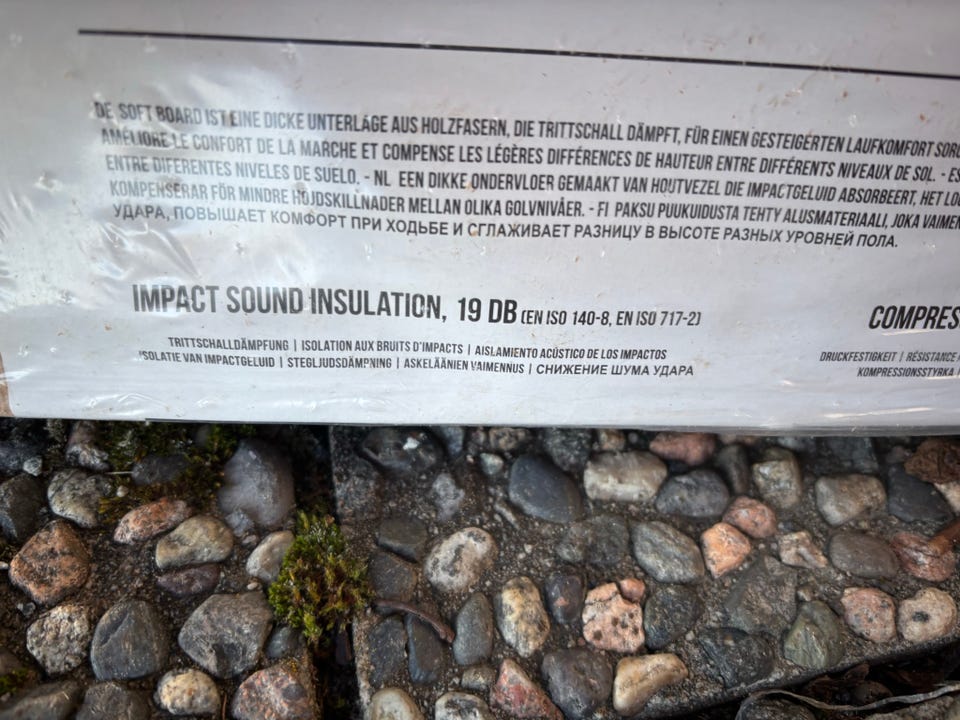 DE SOFT BOARD IST EINE DICKE UNTERLAGE AUS HOLZFASERN, DIE TRITTSCHALL DÄMPFT, FÜR EINEN GESTEIGERTEN LAUFKOMFORT
AMÉLIORE LE CONFORT DE LA MARCHE ET COMPENSE LES LÉGÈRES DIFFÉRENCES DE HAUTEUR ENTRE DIFFÉRENTS NIVEAUX DE SOL. - ES
ENTRE DIFERENTES NIVELES DE SUELO. - NL EEN DIKKE ONDERVLOER GEMAAKT VAN HOUTVEZEL DIE IMPACTGELUID ABSORBEERT, HET
KOMPENSERAR FÖR MINDRE HÖJDSKILLNADER MELLAN OLIKA GOLVNIVÅER. - FI PAKSU PUUKUIDUSTA TEHTY ALUSMATERIAALI, JOKA
УДАРА, ПОВЫШАЕТ КОМФОРТ ПРИ ХОДЬБЕ И СГЛАЖИВАЕТ РАЗНИЦУ В ВЫСОТЕ РАЗНЫХ УРОВНЕЙ ПОЛА.
IMPACT SOUND INSULATION, 19 DB (EN ISO 140-8, EN ISO 717-2)
TRITTSCHALLDÄMPFUNG | ISOLATION AUX BRUITS D'IMPACTS | AISLAMIENTO ACÚSTICO DE LOS IMPACTOS
ISOLATIE VAN IMPACTGELUID | STEGLJUDSDÄMPNING | ASKELÄÄNIEN VAIMENNUS | СНИЖЕНИЕ ШУМА УДАРА
COMPRES
DRUCKFESTIGKEIT | RÉSISTANCE
KOMPRESSIONSSTYRKA